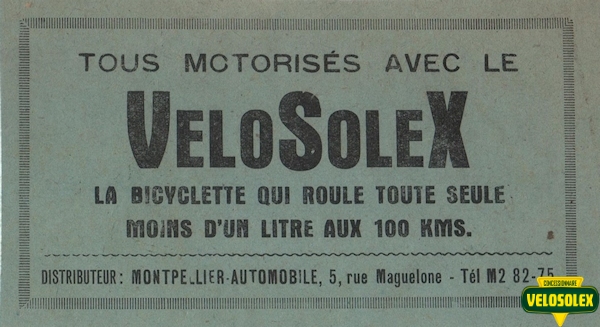 TOUS MOTORISÉS AVEC LE
VELOSOLEX
LA BICYCLETTE QUI ROULE TOUTE SEULE
MOINS D'UN LITRE AUX 100 KMS.
DISTRIBUTEUR: MONTPELLIER-AUTOMOBILE, 5, rue Maguelone - Tél M2 82-75
CONCESSIONNAIRE
VELOSOLEX